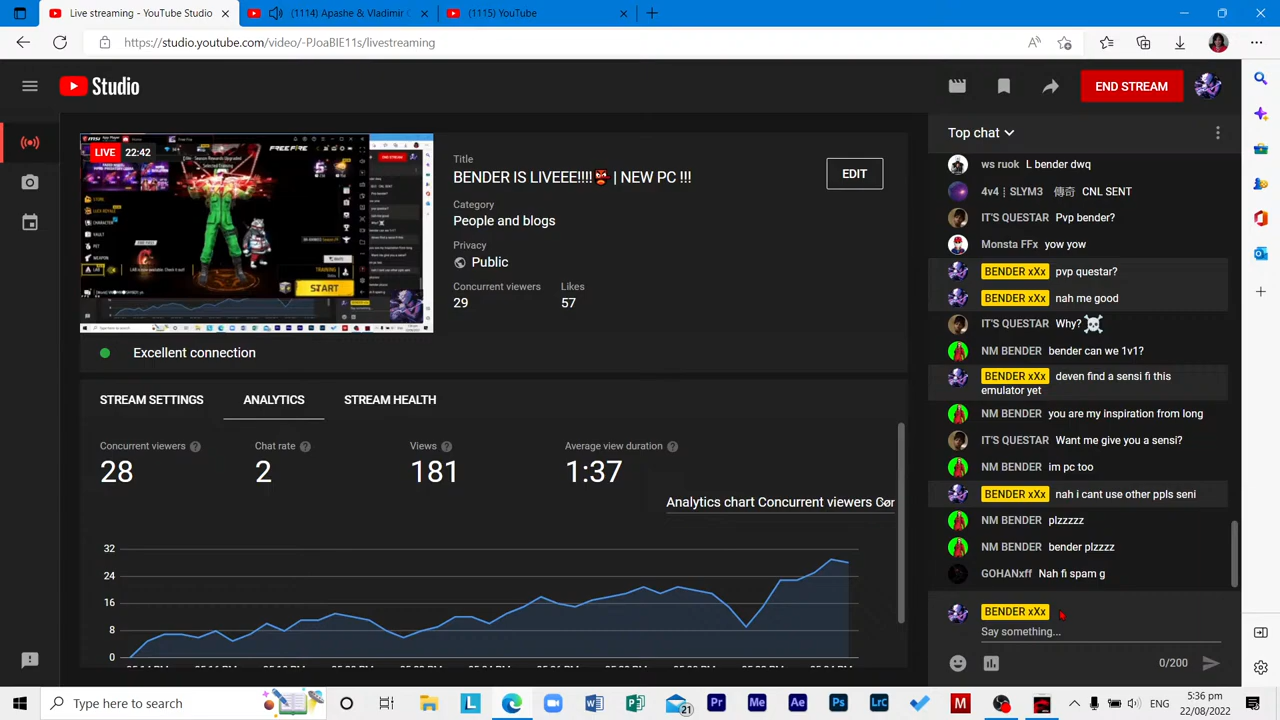 Live streaming - YouTube Studio
(1114) Apashe & Vladimir
(1115) YouTube
https://studio.youtube.com/video/-PJoaBlE11s/livestreaming
Studio
END STREAM
LIVE 22:42
FREE FIRE
START
Title
BENDER IS LIVEEE!!!!👹 | NEW PC !!!
EDIT
Category
People and blogs
Privacy
Public
Concurrent viewers
Likes
29
57
Excellent connection
STREAM SETTINGS
ANALYTICS
STREAM HEALTH
Concurrent viewers
Chat rate
Views
Average view duration
28
2
181
1:37
Analytics chart Concurrent viewers
32
24
16
8
0
Top chat
ws ruok L bender dwq
4v4┊SLYM3 傳奇 CNL SENT
IT'S QUESTAR Pvp bender?
Monsta FFx yow yow
BENDER xXx pvp questar?
BENDER xXx nah me good
IT'S QUESTAR Why?☠
NM BENDER bender can we 1v1?
BENDER xXx deven find a sensi fi this
emulator yet
NM BENDER you are my inspiration from long
IT'S QUESTAR Want me give you a sensi?
NM BENDER im pc too
BENDER xXx nah i cant use other ppls seni
NM BENDER plzzzzz
NM BENDER bender plzzzz
GOHANxff Nah fi spam g
BENDER xXx
Say something...
0/200
Type here to search
21
ENG
5:36 pm
22/08/2022